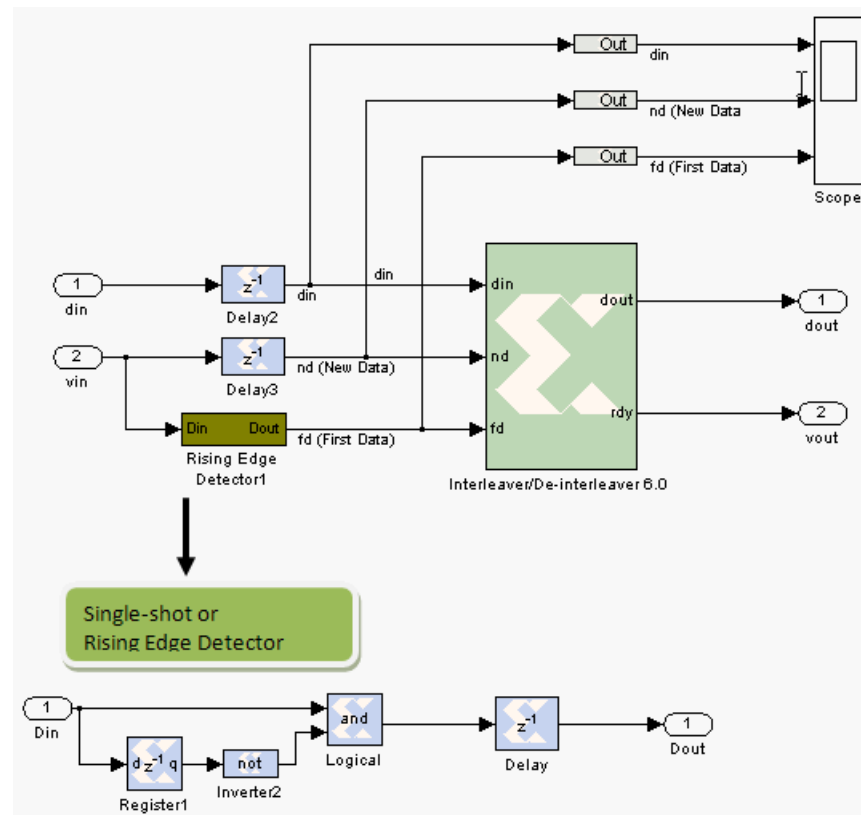 Out
din
Out
nd (New Data
Out
fd (First Data)
Scope
1
din
z-1
Delay2
din
din
din
dout
1
dout
2
vin
z-1
Delay3
nd (New Data)
nd
Din Dout
Rising Edge
Detector1
fd (First Data)
fd
rdy
2
vout
Interleaver/De-interleaver 6.0
Single-shot or
Rising Edge Detector
1
Din
d z-1 q
Register1
not
Inverter2
and
Logical
z-1
Delay
1
Dout